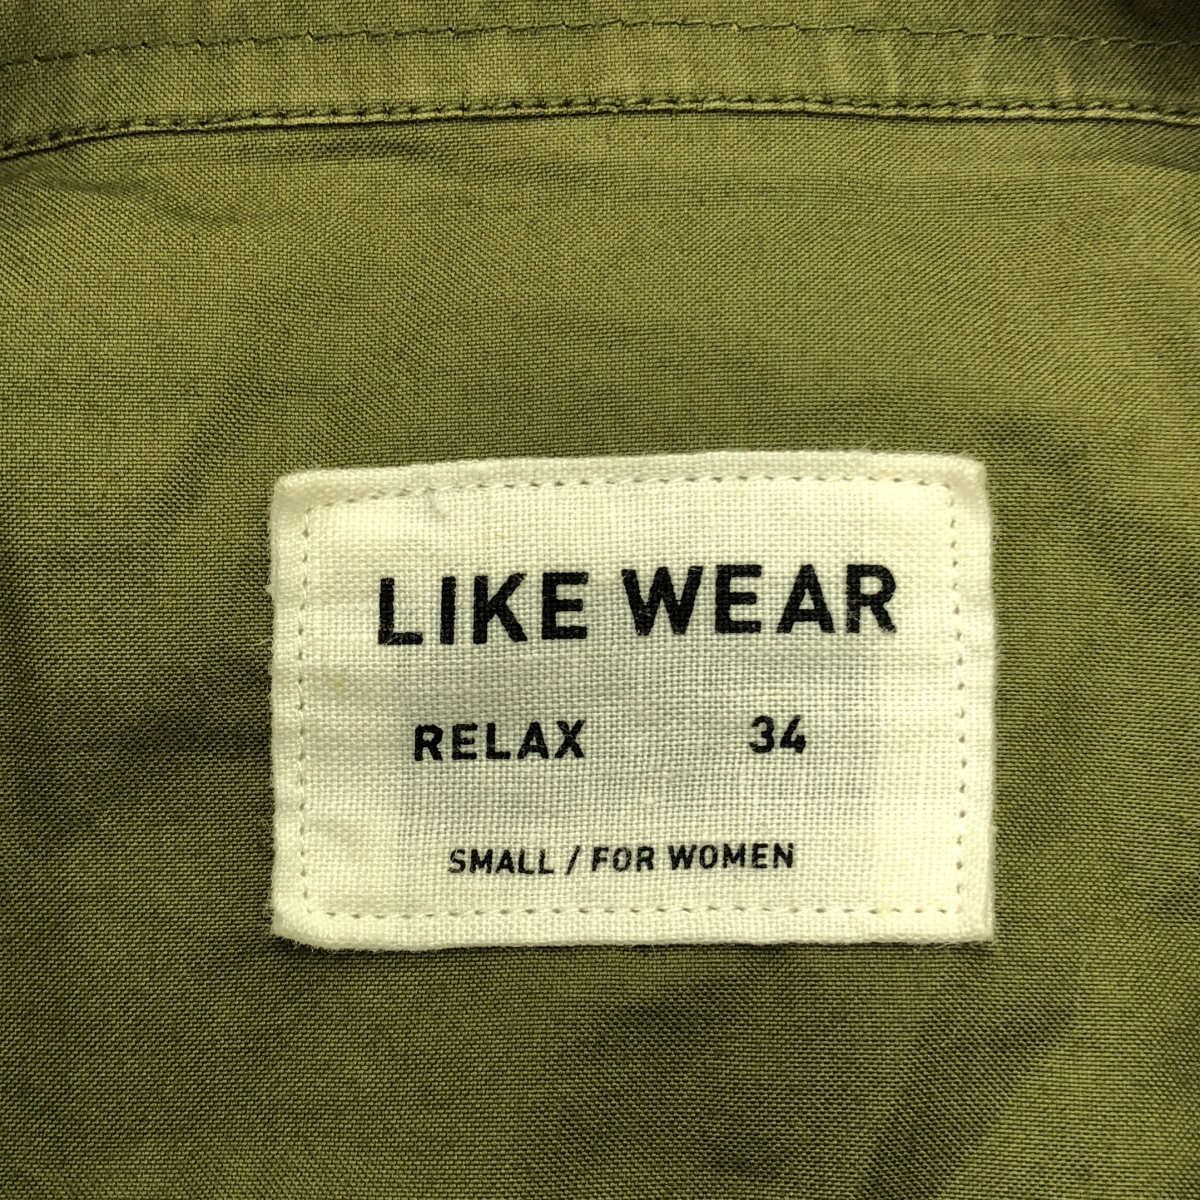 LIKE WEAR
RELAX 34
SMALL / FOR WOMEN